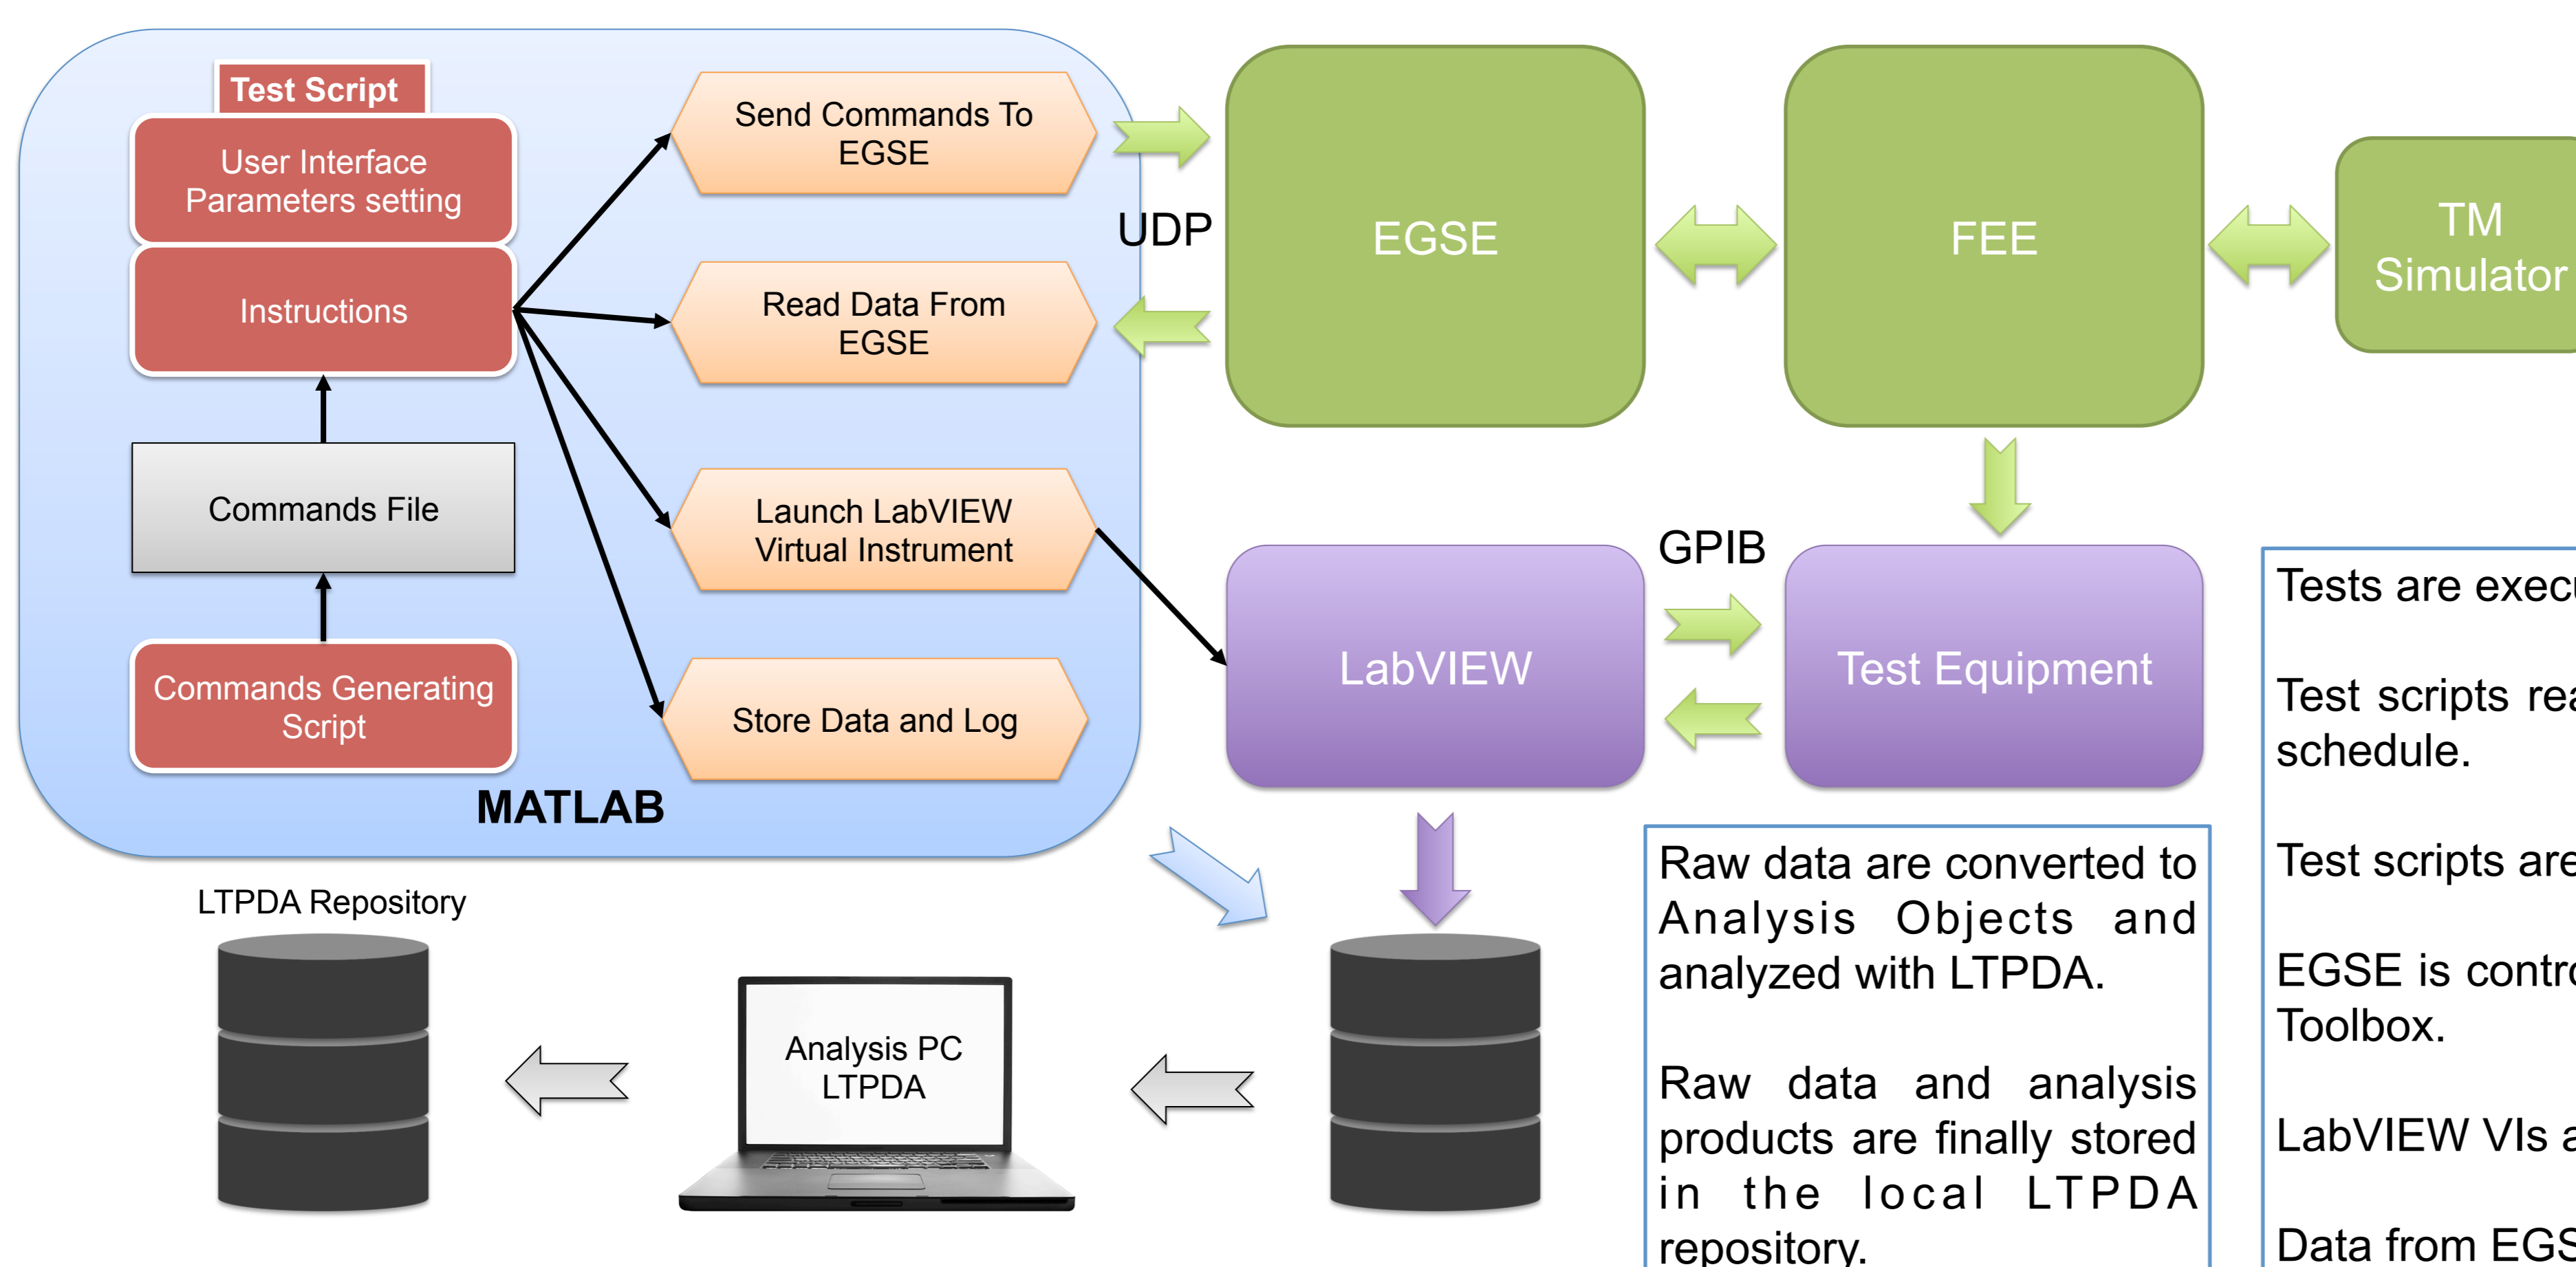 Test Script
User Interface
Parameters setting
Instructions
Commands File
Commands Generating
Script
MATLAB
Send Commands To
EGSE
Read Data From
EGSE
Launch LabVIEW
Virtual Instrument
Store Data and Log
UDP
EGSE
FEE
TM
Simulator
LabVIEW
GPIB
Test Equipment
LTPDA Repository
Analysis PC
LTPDA
Raw data are converted to
Analysis Objects and
analyzed with LTPDA.
Raw data and analysis
products are finally stored
in the local LTPDA
repository.
Tests are
Test scripts
schedule.
Test scripts are
EGSE is
Toolbox.
LabVIEW VIs
Data from